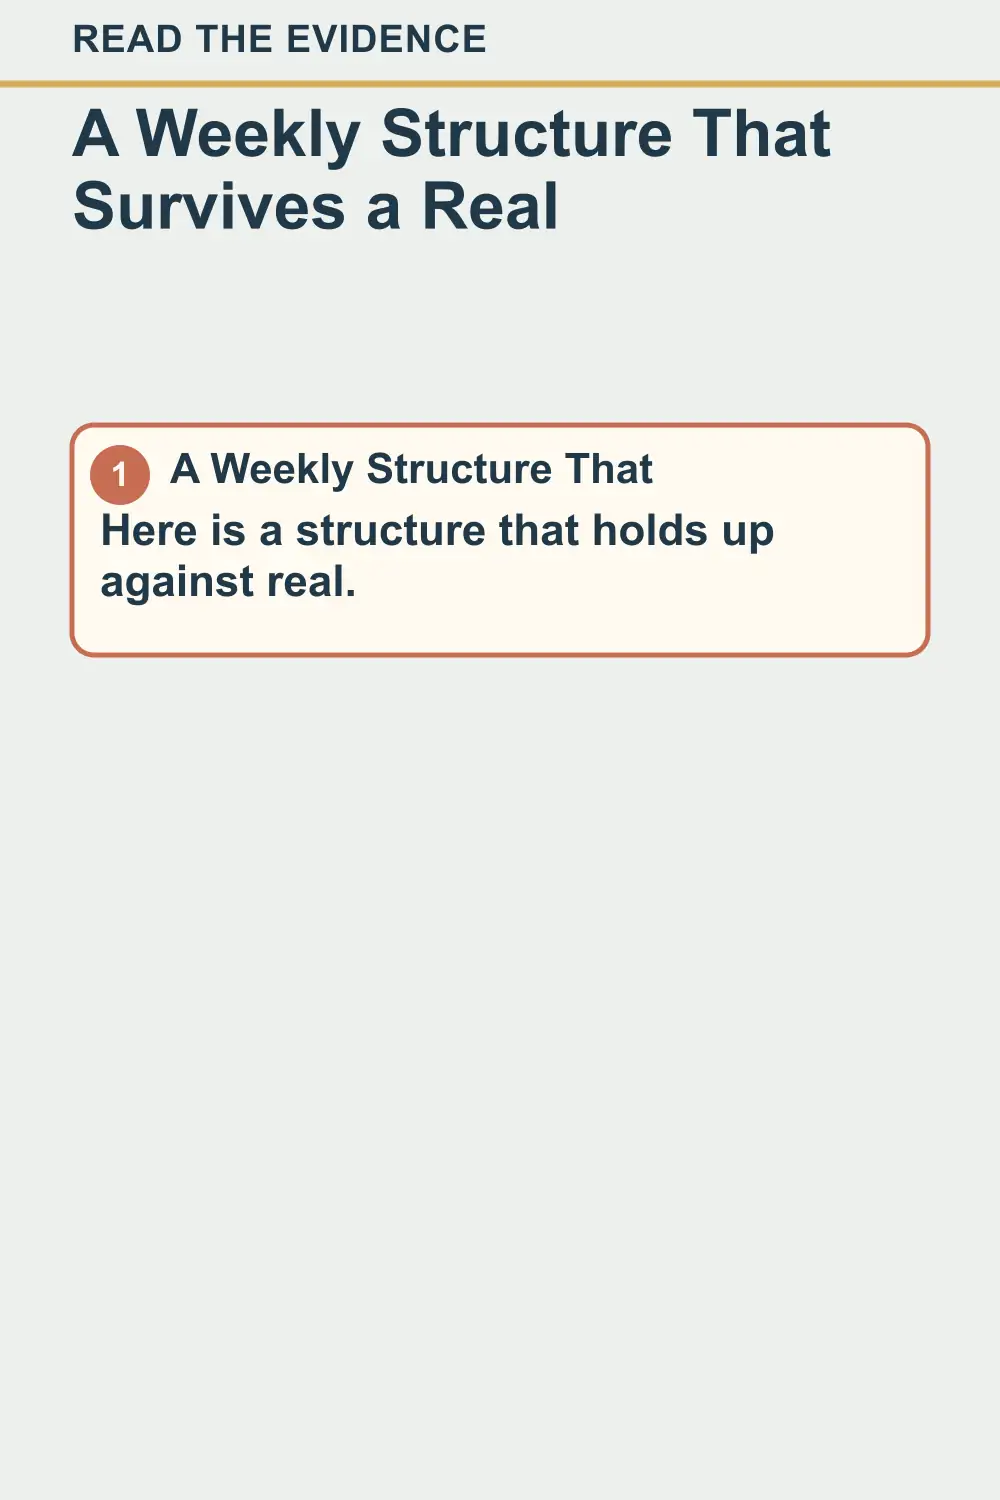 READ THE EVIDENCE
A Weekly Structure That
Survives a Real
1
A Weekly Structure That
Here is a structure that holds up
against real.